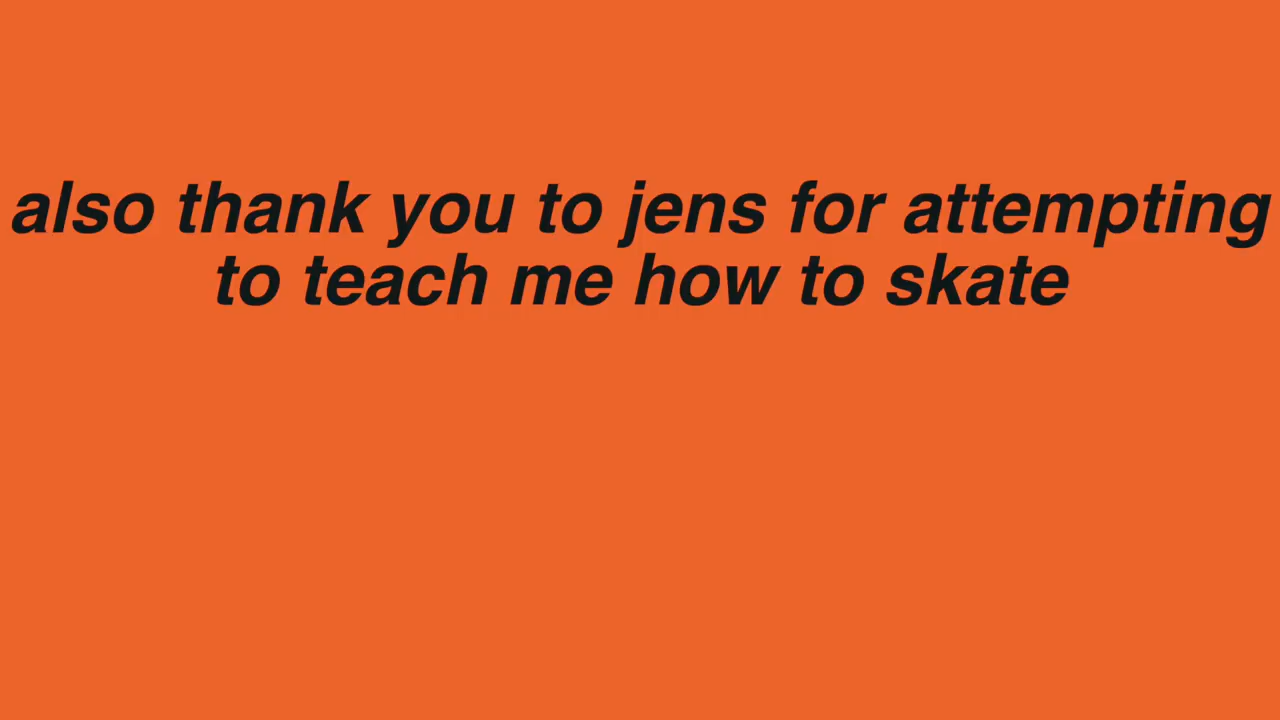 also thank you to jens for attempting
to teach me how to skate